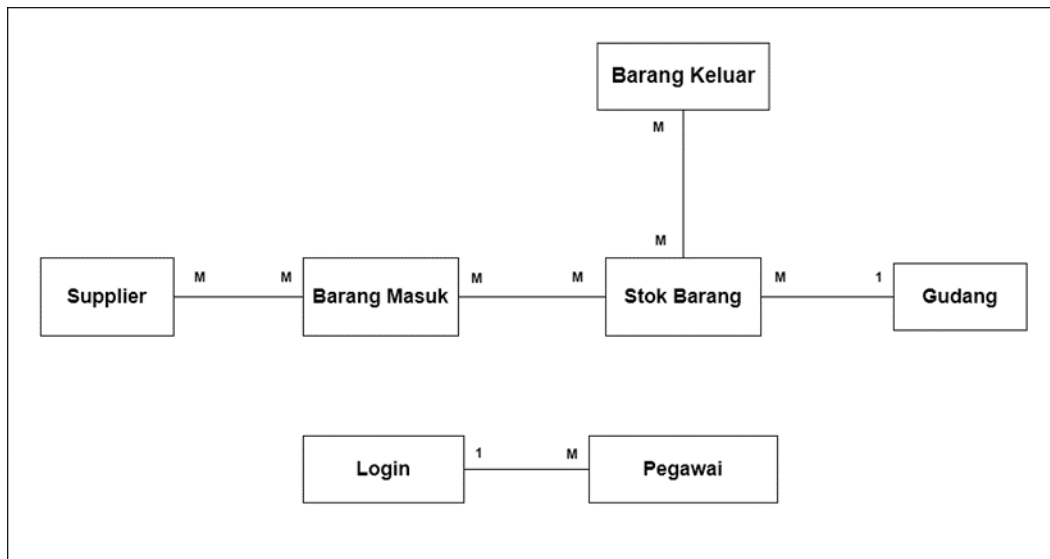 Barang Keluar
M
M
Supplier
M
M
Barang Masuk
M
M
Stok Barang
M
1
Gudang
Login
1
M
Pegawai